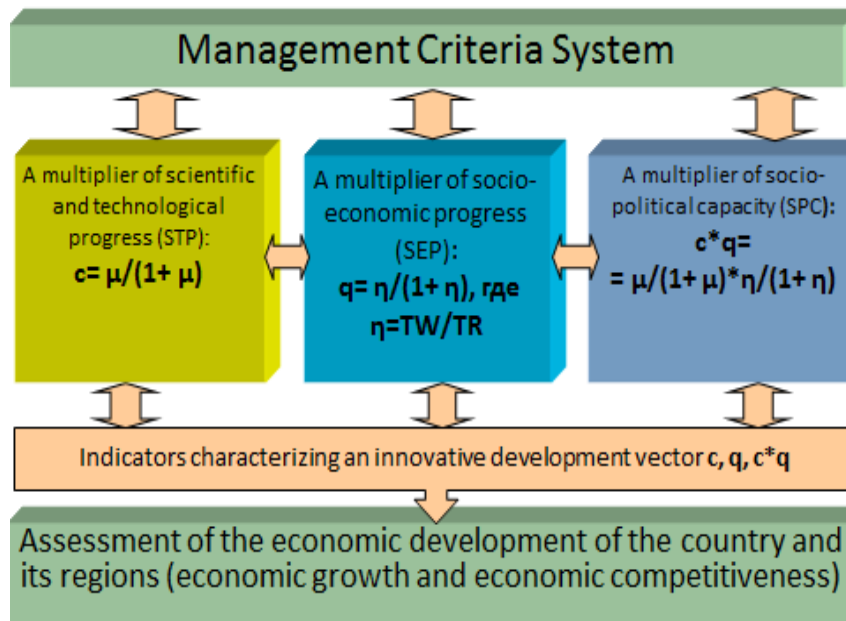 Management Criteria System
A multiplier of scientific
and technological
progress (STP):
c= μ/(1+ μ)
A multiplier of socio-
economic progress
(SEP):
q= η/(1+ η), где
η=TW/TR
A multiplier of socio-
political capacity (SPC):
c*q=
= μ/(1+ μ)*η/(1+ η)
Indicators characterizing an innovative development vector c, q, c*q
Assessment of the economic development of the country and
its regions (economic growth and economic competitiveness)